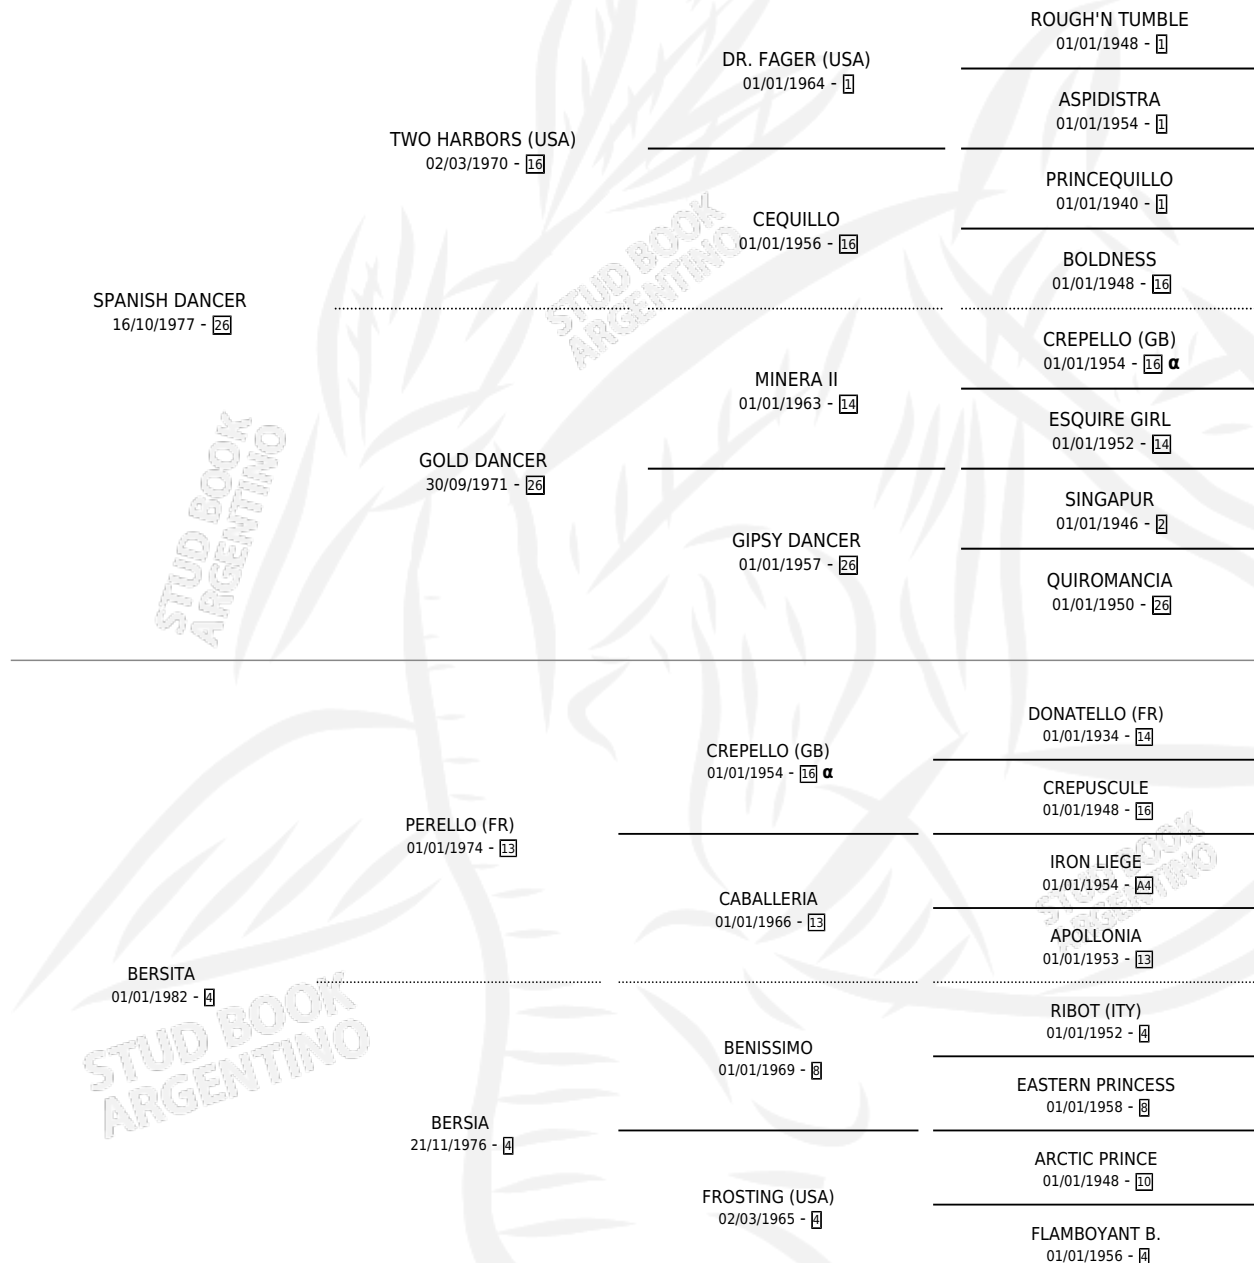 SPANISH DANCER
16/10/1977 - 26
TWO HARBORS (USA)
02/03/1970 - 16
DR. FAGER (USA)
01/01/1964 - 1
ROUGH'N TUMBLE
01/01/1948 - 1
ASPIDISTRA
01/01/1954 - 1
CEQUILLO
01/01/1956 - 16
PRINCEQUILLO
01/01/1940 - 1
BOLDNESS
01/01/1948 - 16
GOLD DANCER
30/09/1971 - 26
MINERA II
01/01/1963 - 14
CREPELLO (GB)
01/01/1954 - 16 α
ESQUIRE GIRL
01/01/1952 - 14
GIPSY DANCER
01/01/1957 - 26
SINGAPUR
01/01/1946 - 2
QUIROMANCIA
01/01/1950 - 26
BERSITA
01/01/1982 - 4
PERELLO (FR)
01/01/1974 - 13
CREPELLO (GB)
01/01/1954 - 16 α
DONATELLO (FR)
01/01/1934 - 14
CREPUSCULE
01/01/1948 - 16
CABALLERIA
01/01/1966 - 13
IRON LIEGE
01/01/1954 - A4
APOLLONIA
01/01/1953 - 13
BERSIA
21/11/1976 - 4
BENISSIMO
01/01/1969 - 8
RIBOT (ITY)
01/01/1952 - 4
EASTERN PRINCESS
01/01/1958 - 8
FROSTING (USA)
02/03/1965 - 4
ARCTIC PRINCE
01/01/1948 - 10
FLAMBOYANT B.
01/01/1956 - 4
STUD BOOK
ARGENTINO
STUD BOOK
ARGENTINO
STUD BOOK
ARGENTINO
STUD BOOK
ARGENTINO